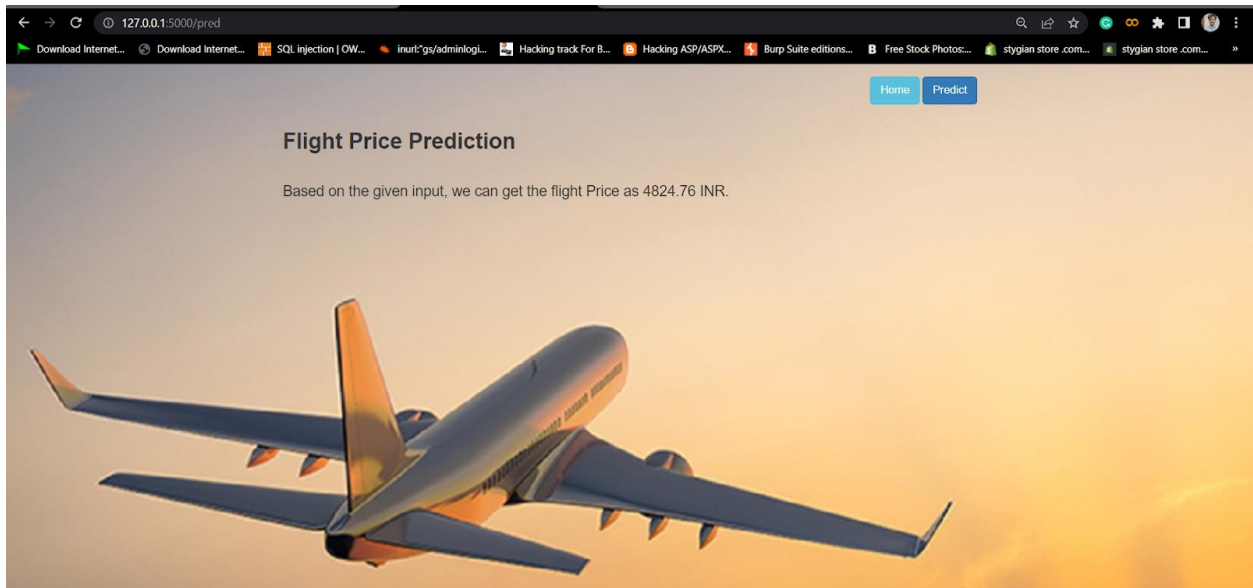 127.0.0.1:5000/pred
Download Internet... Download Internet... SQL injection | OW... inurl:"gs/adminlogi... Hacking track For B... Hacking ASP/ASPX... Burp Suite editions... B Free Stock Photos:... stygian store .com... stygian store .com... »
Home Predict
Flight Price Prediction
Based on the given input, we can get the flight Price as 4824.76 INR.